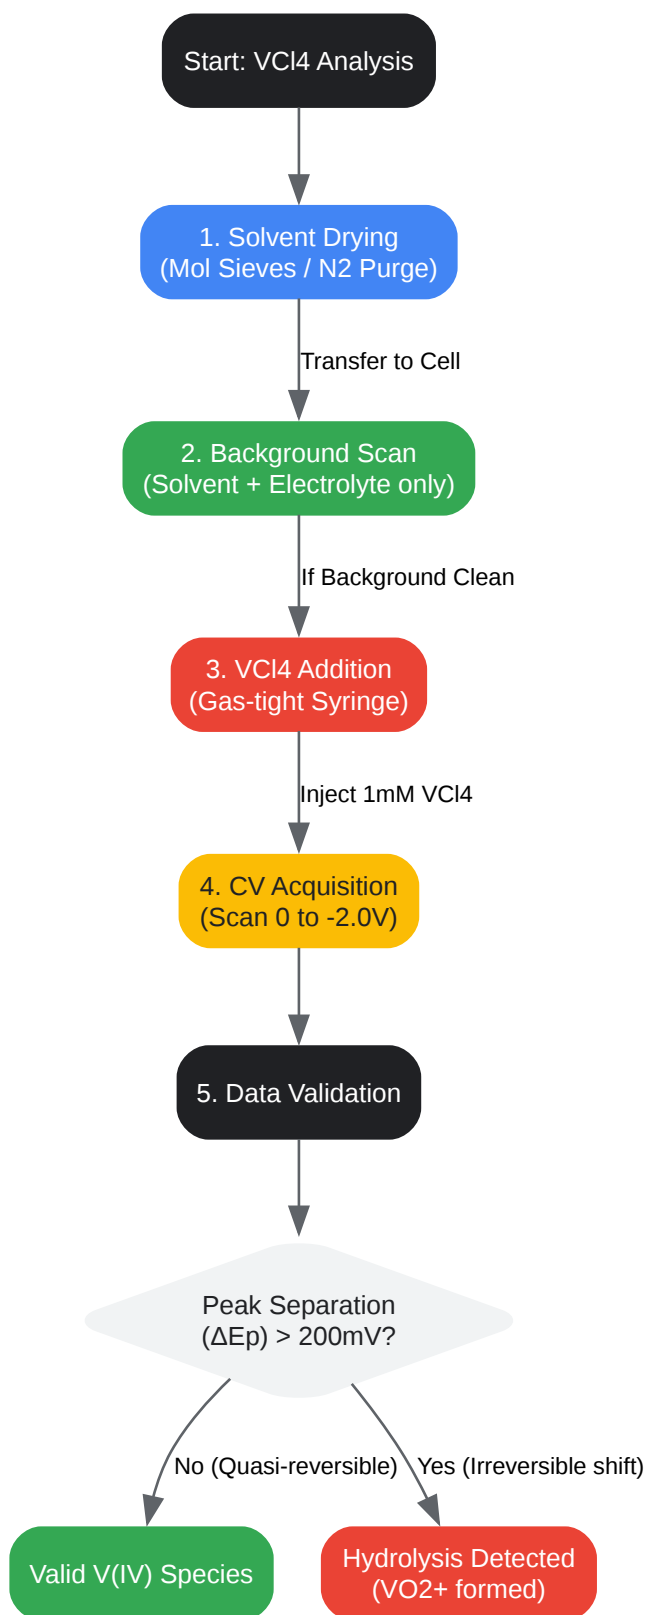 Start: VCl4 Analysis
1. Solvent Drying
(Mol Sieves / N2 Purge)
Transfer to Cell
2. Background Scan
(Solvent + Electrolyte only)
If Background Clean
3. VCl4 Addition
(Gas-tight Syringe)
Inject 1mM VCl4
4. CV Acquisition
(Scan 0 to -2.0V)
5. Data Validation
Peak Separation
(ΔEp) > 200mV?
No (Quasi-reversible)
Yes (Irreversible shift)
Valid V(IV) Species
Hydrolysis Detected
(VO2+ formed)